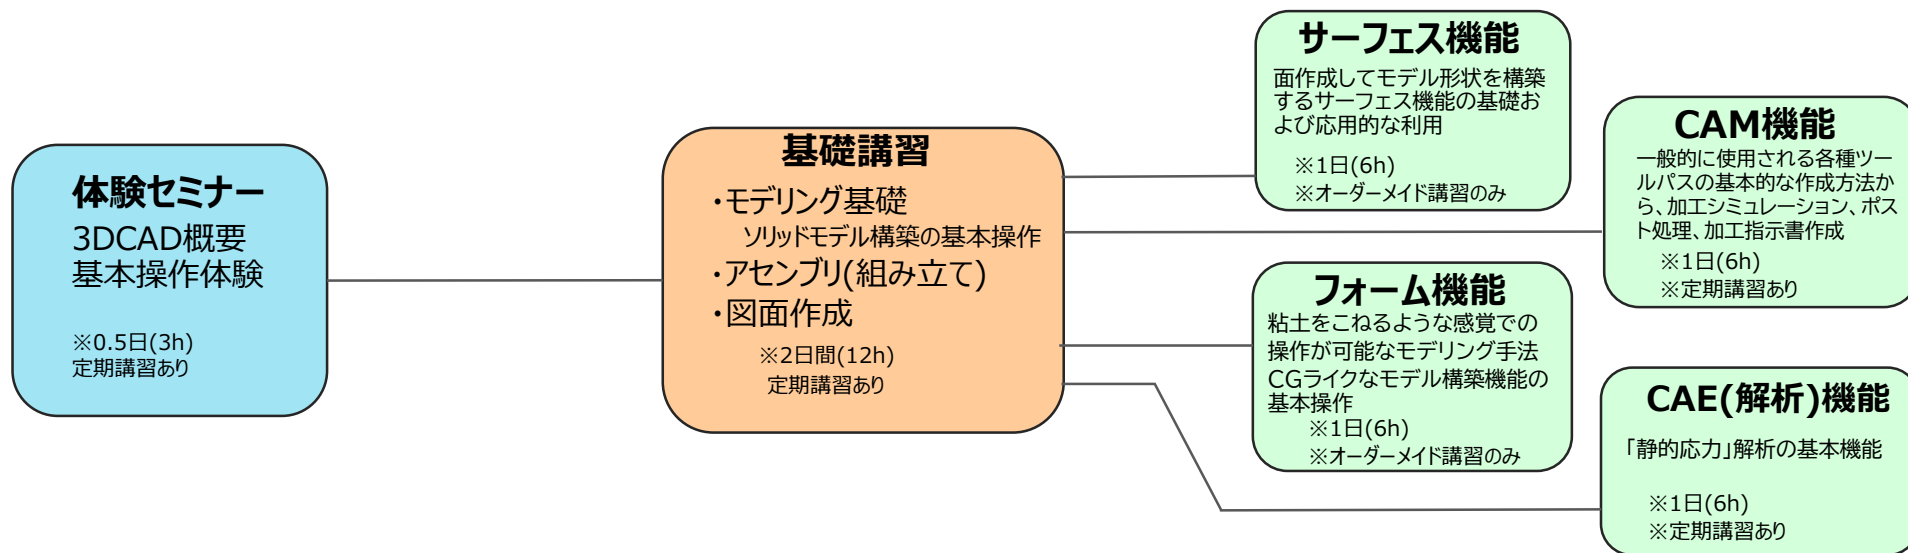 体験セミナー
3DCAD概要
基本操作体験
※0.5日(3h)
定期講習あり
基礎講習
・モデリング基礎
ソリッドモデル構築の基本操作
・アセンブリ(組み立て)
・図面作成
※2日間(12h)
定期講習あり
サーフェス機能
面作成してモデル形状を構築
するサーフェス機能の基礎お
よび応用的な利用
※1日(6h)
※オーダーメイド講習のみ
CAM機能
一般的に使用される各種ツー
ルパスの基本的な作成方法か
ら、加工シミュレーション、ポス
ト処理、加工指示書作成
※1日(6h)
※定期講習あり
フォーム機能
粘土をこねるような感覚での
操作が可能なモデリング手法
CGライクなモデル構築機能の
基本操作
※1日(6h)
※オーダーメイド講習のみ
CAE(解析)機能
「静的応力」解析の基本機能
※1日(6h)
※定期講習あり